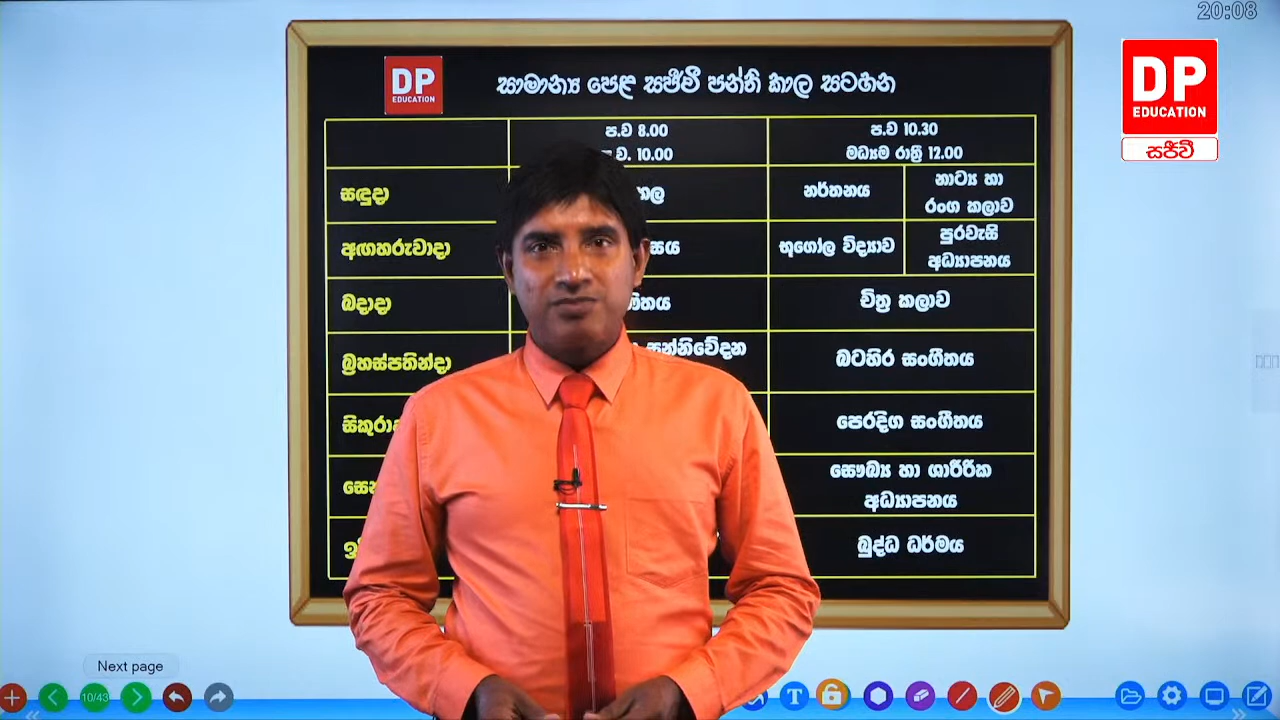 20:08
DP
EDUCATION
සජීවී
DP
EDUCATION
සාමාන්‍ය පෙළ සජීවී පන්ති කාල සටහන
ප.ව 8.00
ප.ව 10.30
ප.ව. 10.00
මධ්‍යම රාත්‍රී 12.00
සඳුදා
නර්තනය
නාට්‍ය හා
රංග කලාව
අඟහරුවාදා
භූගෝල විද්‍යාව
පුරවැසි
අධ්‍යාපනය
බදාදා
චිත්‍ර කලාව
බ්‍රහස්පතින්දා
සන්නිවේදන
බටහිර සංගීතය
පෙරදිග සංගීතය
සෞඛ්‍ය හා ශාරීරික
අධ්‍යාපනය
බුද්ධ ධර්මය
Next page
10/43